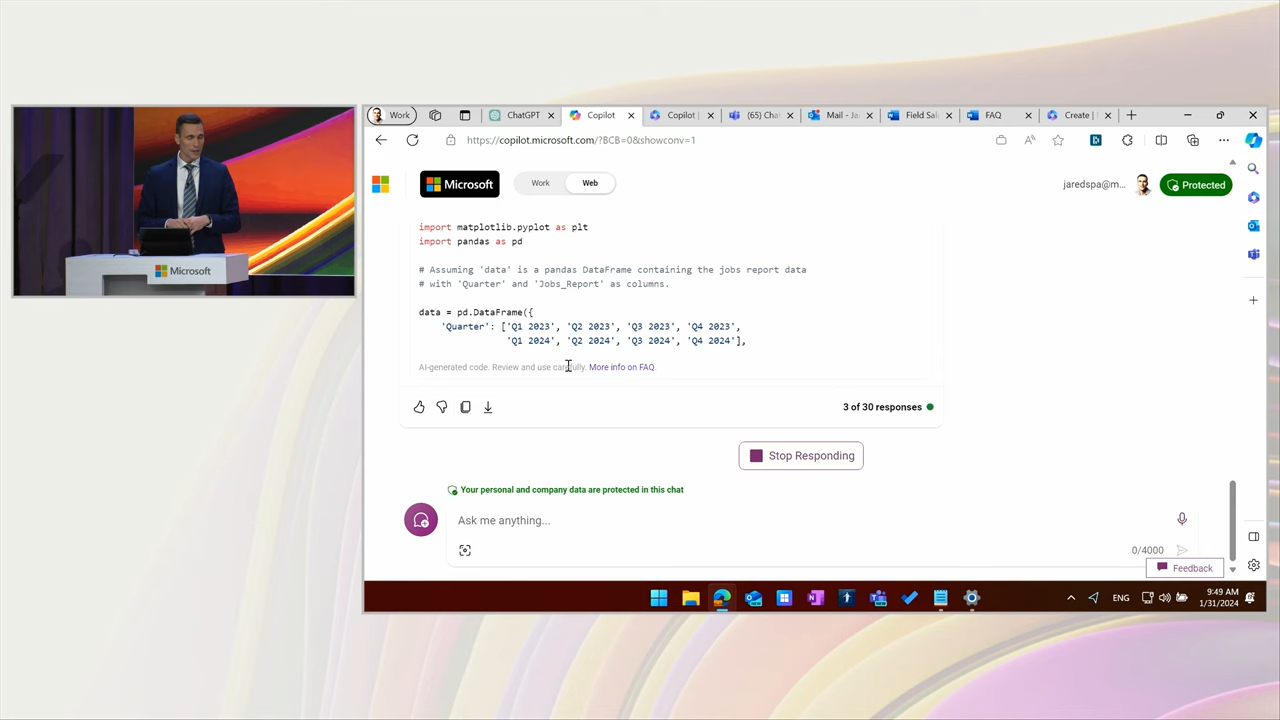 Microsoft
Work
ChatGPT
Copilot
Copilot |
(65) Cha
Mail - Ja
Field Sal
FAQ
Create |
https://copilot.microsoft.com/?BCB=0&showconv=1
Microsoft
Work
Web
jaredspa@m...
Protected
import matplotlib.pyplot as plt
import pandas as pd
# Assuming 'data' is a pandas DataFrame containing the jobs report data
# with 'Quarter' and 'Jobs_Report' as columns.
data = pd.DataFrame({
'Quarter': ['Q1 2023', 'Q2 2023', 'Q3 2023', 'Q4 2023',
'Q1 2024', 'Q2 2024', 'Q3 2024', 'Q4 2024'],
AI-generated code. Review and use carefully. More info on FAQ.
3 of 30 responses
Stop Responding
Your personal and company data are protected in this chat
Ask me anything...
0/4000
Feedback
ENG
9:49 AM
1/31/2024